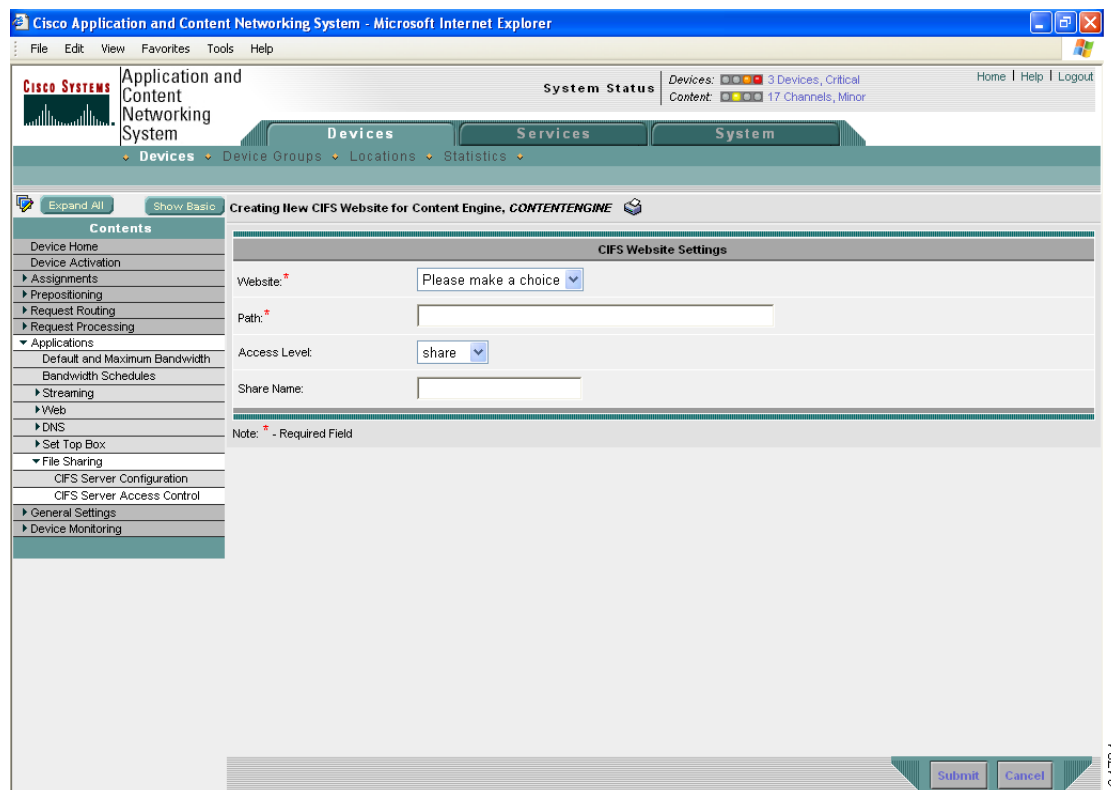 Cisco Application and Content Networking System - Microsoft Internet Explorer
File Edit View Favorites Tools Help
CISCO SYSTEMS
Application and
Content
Networking
System
System Status
Devices: 3 Devices, Critical
Content: 17 Channels, Minor
Home | Help | Logout
Devices Services System
Devices Device Groups Locations Statistics
Expand All Show Basic
Creating New CIFS Website for Content Engine, CONTENTENGINE
Contents
Device Home
Device Activation
Assignments
Prepositioning
Request Routing
Request Processing
Applications
Default and Maximum Bandwidth
Bandwidth Schedules
Streaming
Web
DNS
Set Top Box
File Sharing
CIFS Server Configuration
CIFS Server Access Control
General Settings
Device Monitoring
CIFS Website Settings
Website:* Please make a choice
Path:*
Access Level: share
Share Name:
Note: * - Required Field
Submit Cancel